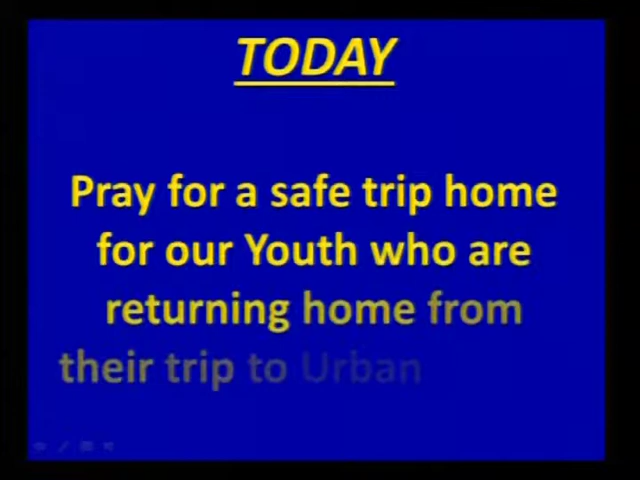 TODAY
Pray for a safe trip home
for our Youth who are
returning home from
their trip to Urban